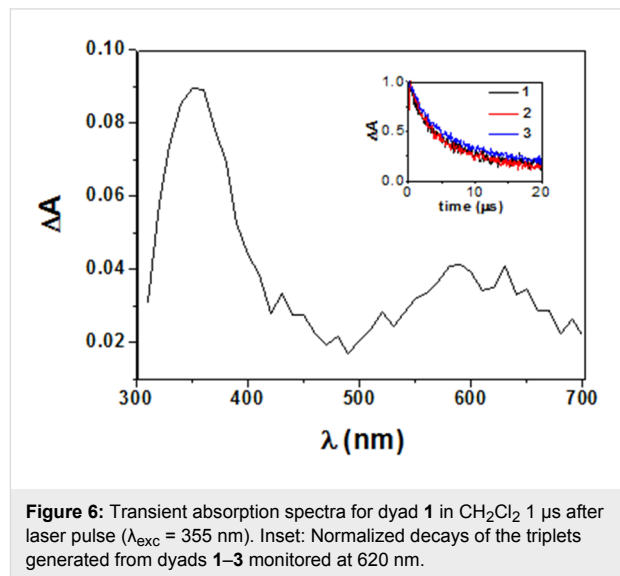 0.10
0.08
0.06
0.04
0.02
ΔA
300 400 500 600 700
λ (nm)
1.0
0.5
0.0
ΔA
0 10 20
time (μs)
1
2
3
Figure 6: Transient absorption spectra for dyad 1 in CH₂Cl₂ 1 µs after
laser pulse (λexc = 355 nm). Inset: Normalized decays of the triplets
generated from dyads 1–3 monitored at 620 nm.